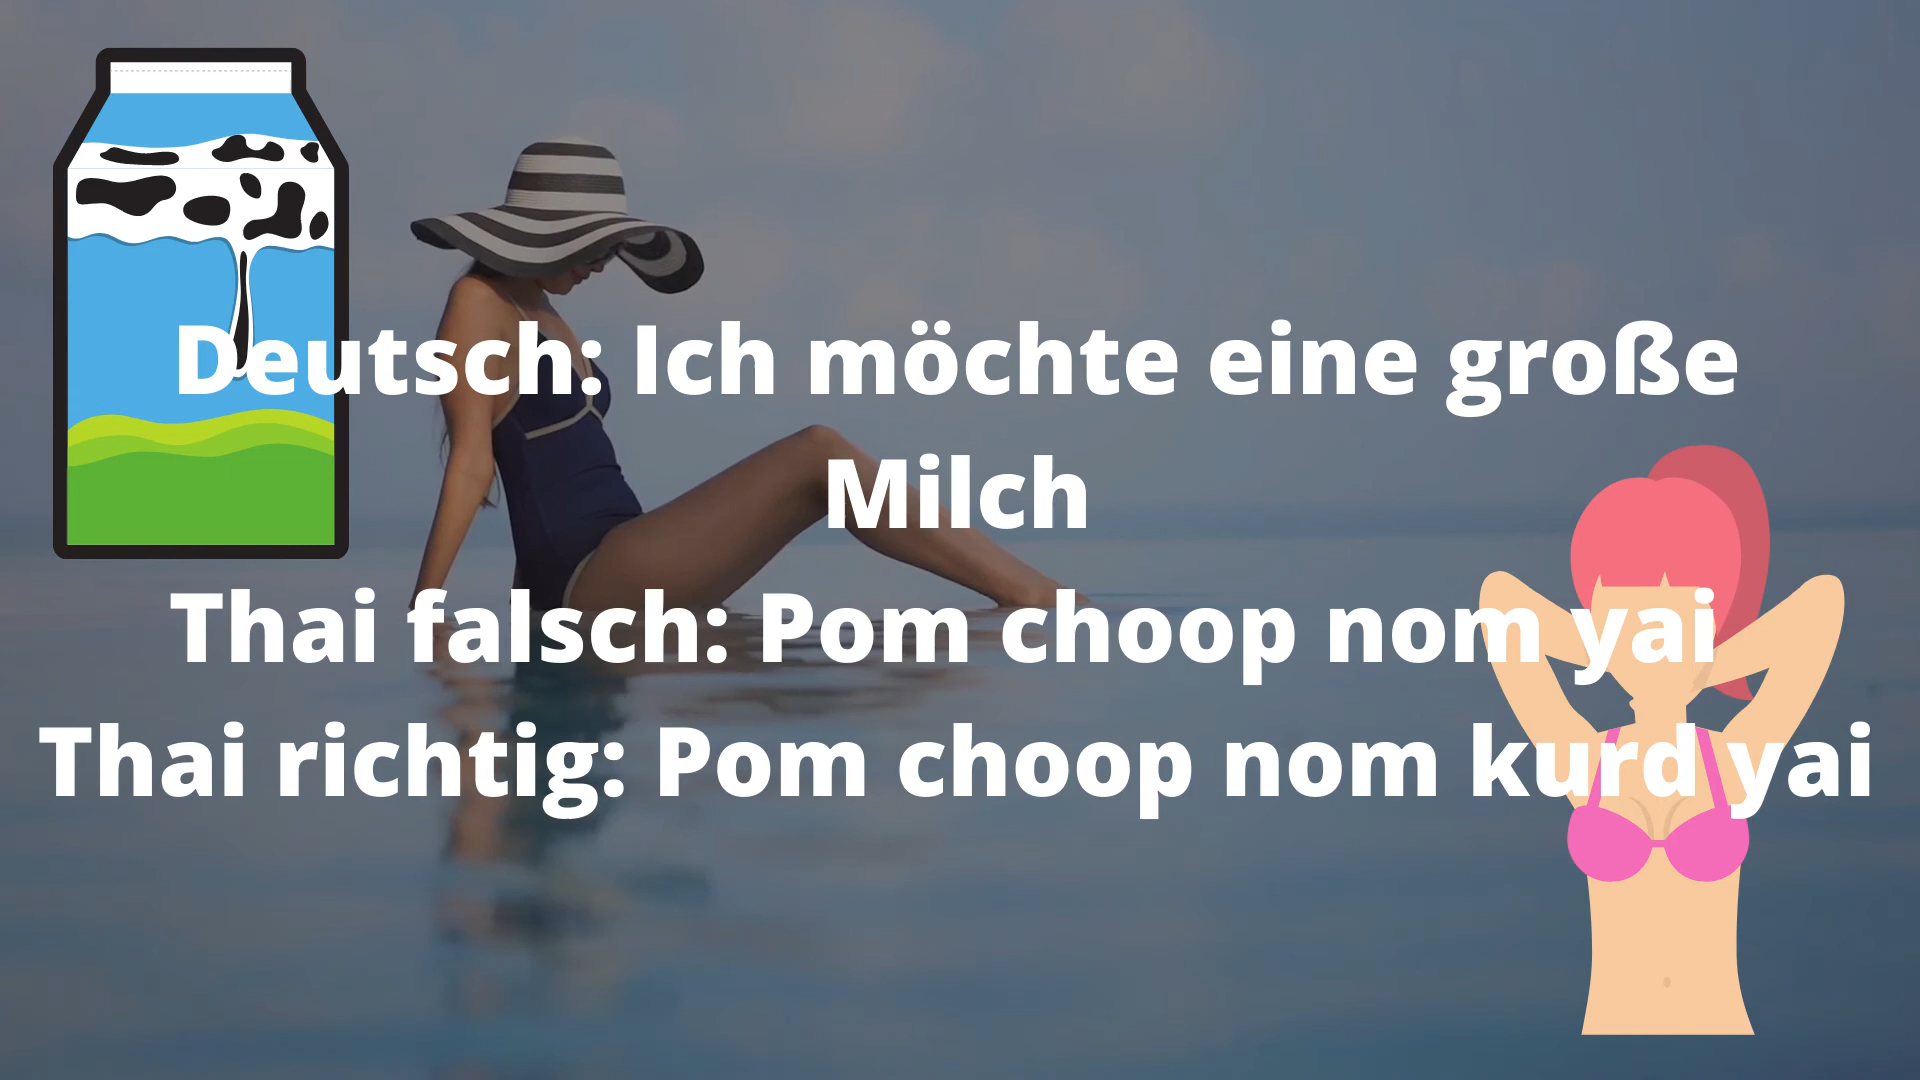 Deutsch: Ich möchte eine große
Milch
Thai falsch: Pom choop nom yai
Thai richtig: Pom choop nom kurd yai